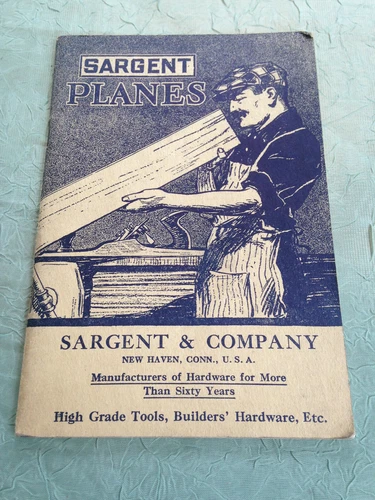 SARGENT
PLANES
SARGENT & COMPANY
NEW HAVEN, CONN., U. S. A.
Manufacturers of Hardware for More
Than Sixty Years
High Grade Tools, Builders' Hardware, Etc.